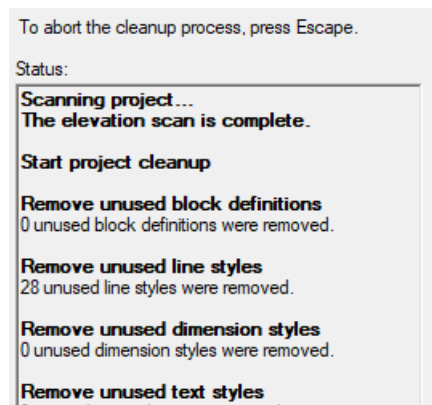 To abort the cleanup process, press Escape.
Status:
Scanning project...
The elevation scan is complete.
Start project cleanup
Remove unused block definitions
0 unused block definitions were removed.
Remove unused line styles
28 unused line styles were removed.
Remove unused dimension styles
0 unused dimension styles were removed.
Remove unused text styles